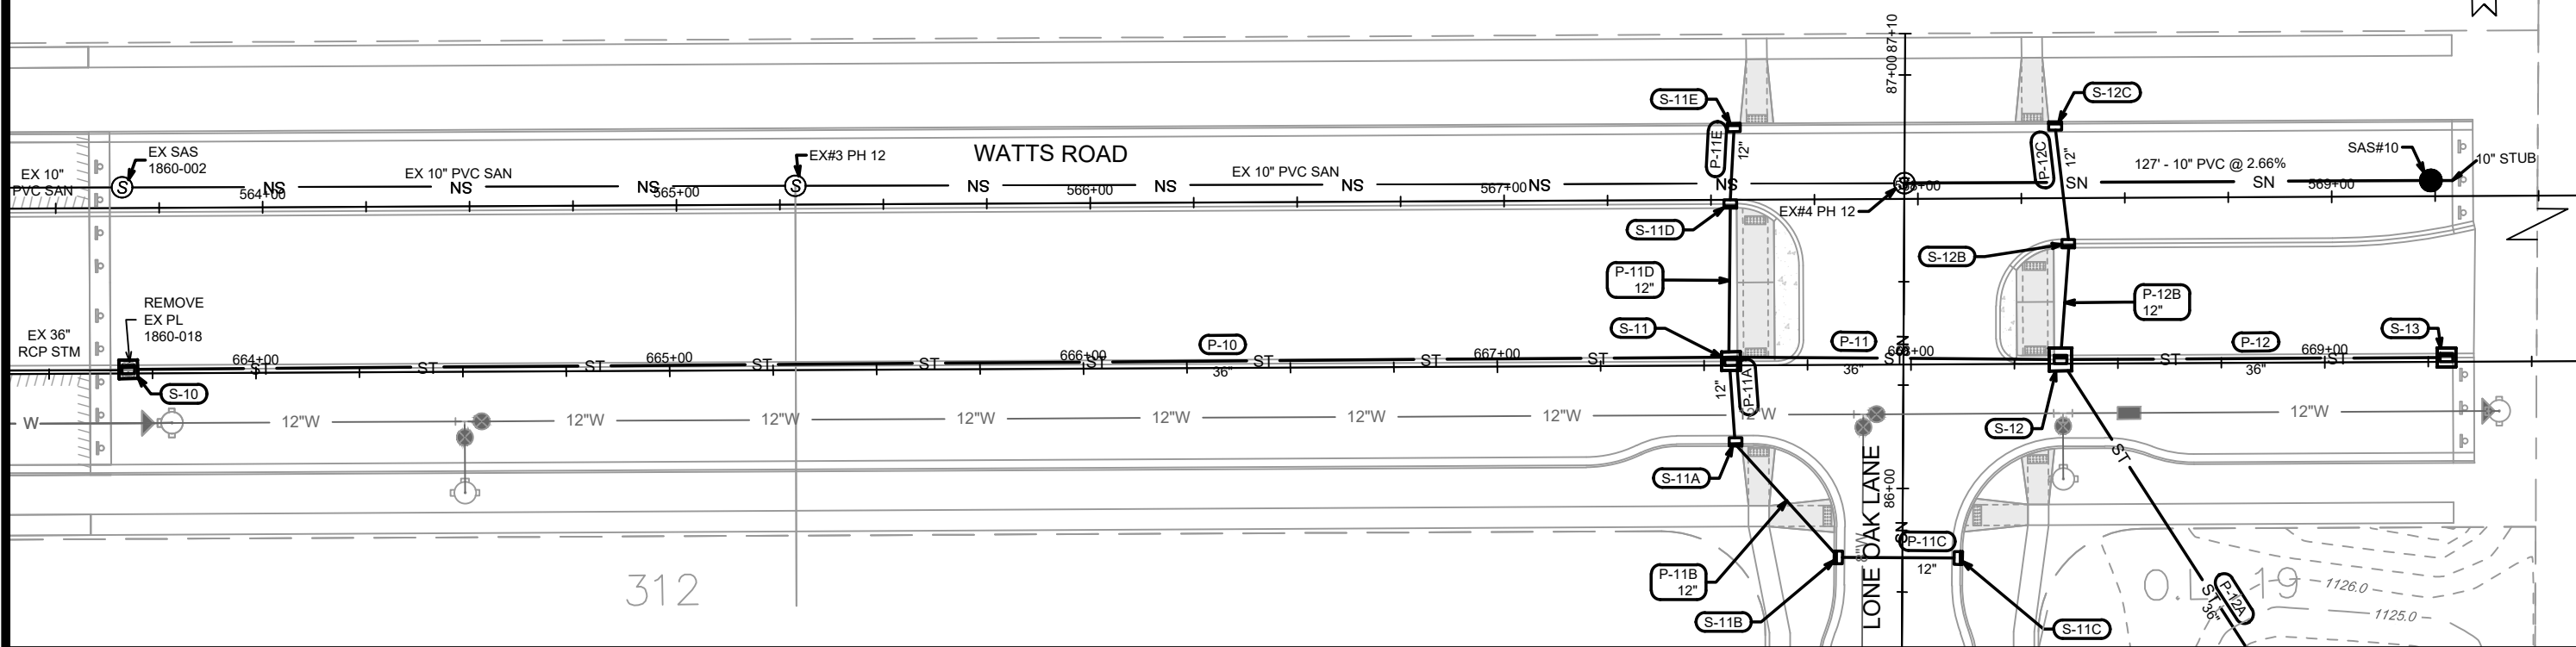 87+10
87+00
S-11E
S-12C
EX SAS
1860-002
EX#3 PH 12
WATTS ROAD
P-11E
12"
P-12C
12"
SAS#10
10" STUB
127' - 10" PVC @ 2.66%
EX 10"
PVC SAN
EX 10" PVC SAN
EX 10" PVC SAN
S
S
NS
NS
NS
NS
NS
NS
NS
NS
SN
SN
564+00
565+00
566+00
567+00
569+00
EX#4 PH 12
S-11D
S-12B
P-11D
12"
P-12B
12"
REMOVE
EX PL
1860-018
EX 36"
RCP STM
S-11
S-13
P-10
P-11
P-12
664+00
665+00
666+00
667+00
669+00
ST
ST
ST
ST
ST
ST
ST
ST
ST
ST
ST
36"
36"
36"
SN
S-10
12"
P-11A
W
12"W
12"W
12"W
12"W
12"W
12"W
12"W
12"W
S-12
S-11A
ST
LONE OAK LANE
86+00
SN
8"W
P-11C
12"
P-11B
12"
S-11B
S-11C
312
O.L. 19
ST
P-12A
36"
1126.0
1125.0